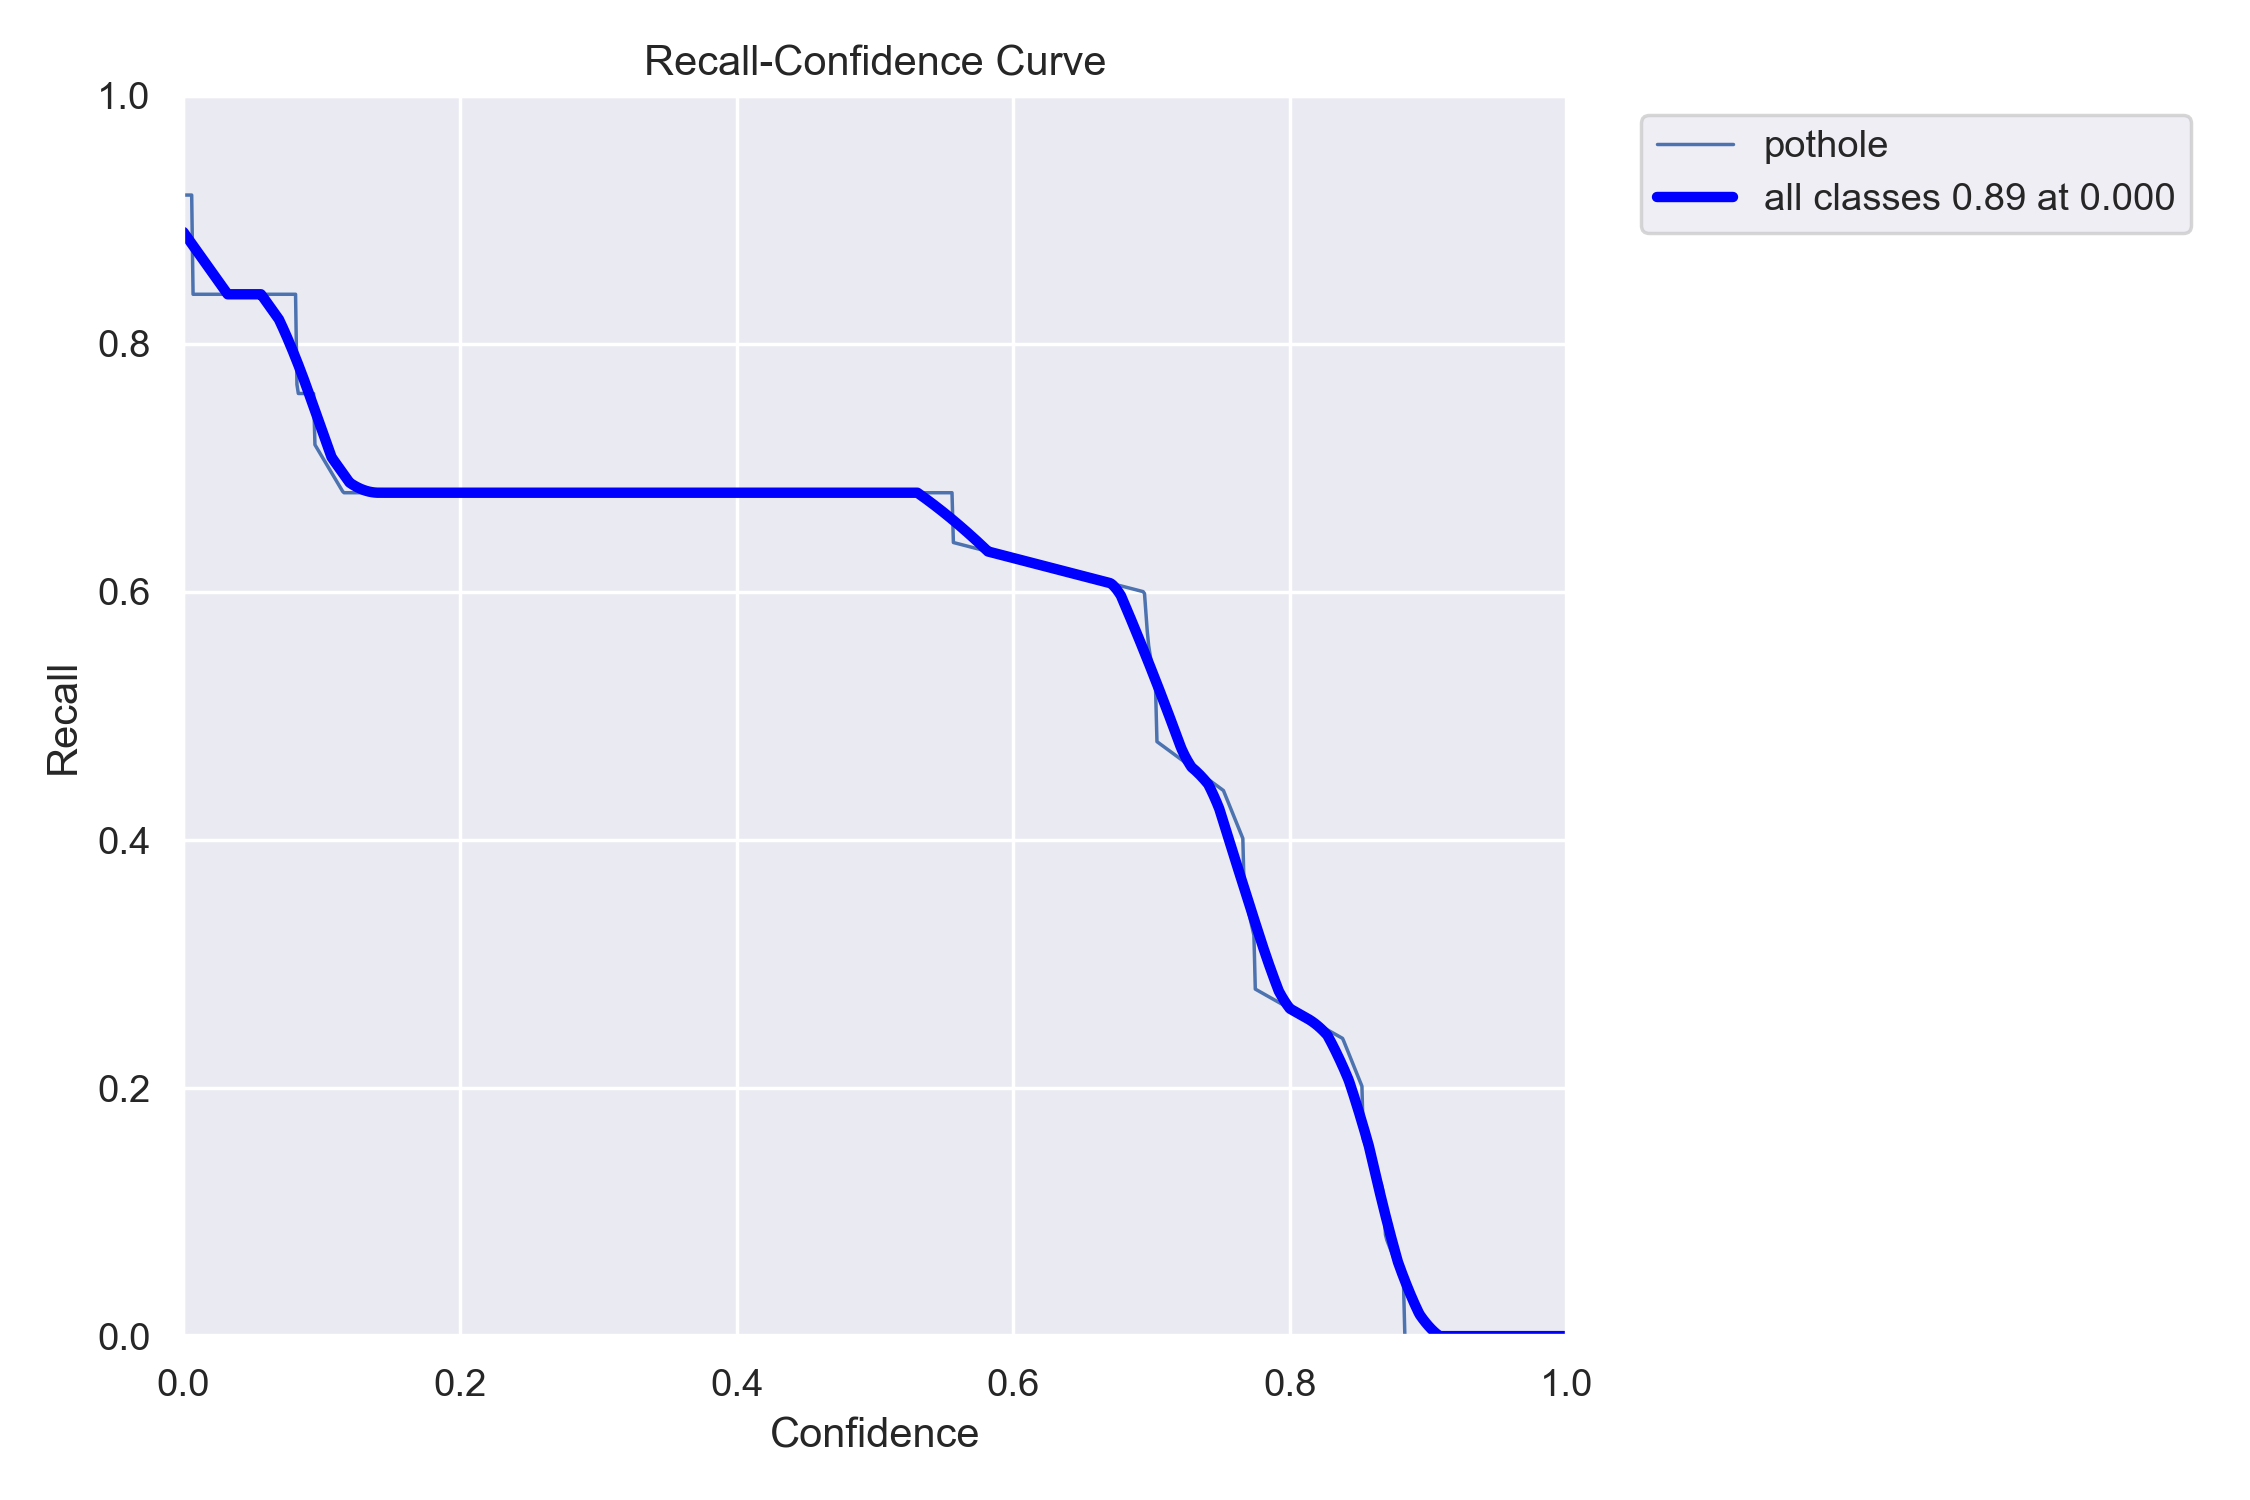 Recall-Confidence Curve
1.0
0.8
0.6
0.4
0.2
0.0
Recall
0.0 0.2 0.4 0.6 0.8 1.0
Confidence
pothole
all classes 0.89 at 0.000